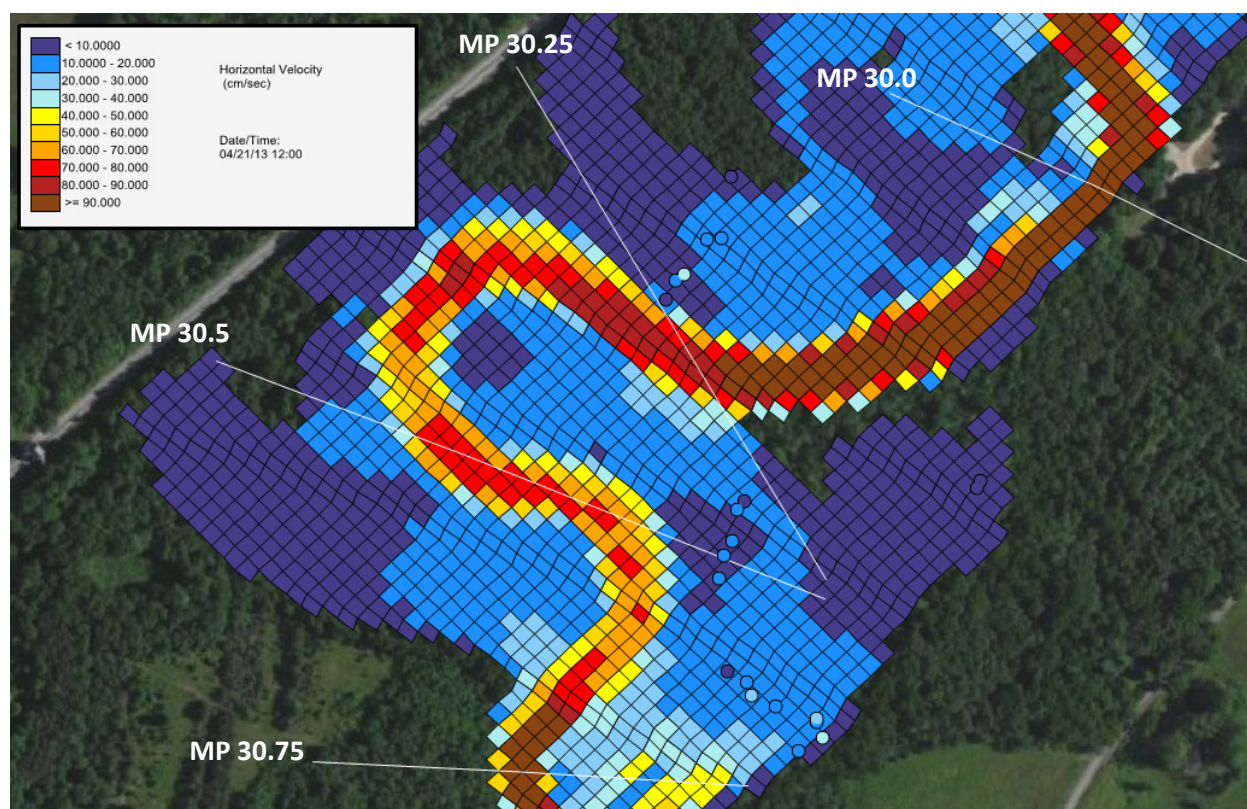 < 10.0000
10.0000 - 20.000
20.000 - 30.000
30.000 - 40.000
40.000 - 50.000
50.000 - 60.000
60.000 - 70.000
70.000 - 80.000
80.000 - 90.000
>= 90.000
Horizontal Velocity
(cm/sec)
Date/Time:
04/21/13 12:00
MP 30.25
MP 30.0
MP 30.5
MP 30.75